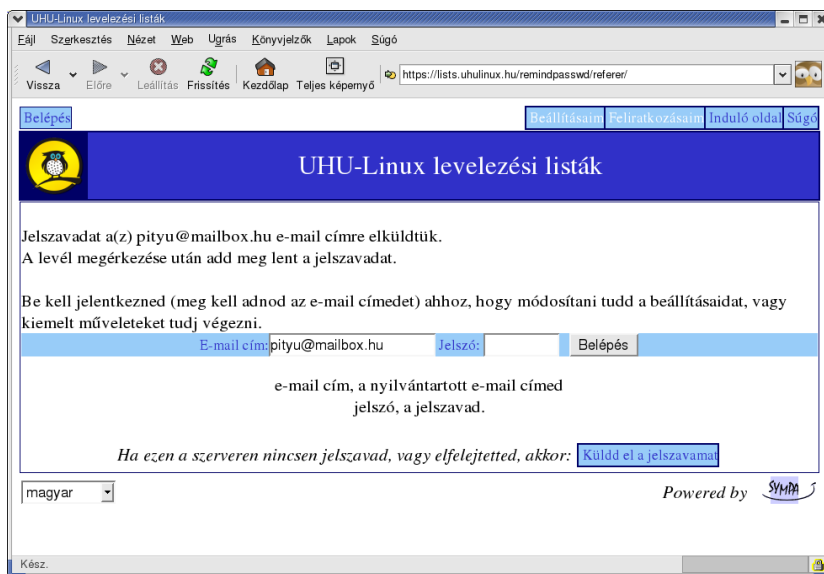 UHU-Linux levelezési listák
Fájl Szerkesztés Nézet Web Ugrás Könyvjelzők Lapok Súgó
Vissza Előre Leállítás Frissítés Kezdőlap Teljes képernyő https://lists.uhulinux.hu/remindpasswd/referer/
Belépés Beállításaim Feliratkozásaim Induló oldal Súgó
UHU-Linux levelezési listák
Jelszavadat a(z) pityu@mailbox.hu e-mail címre elküldtük.
A levél megérkezése után add meg lent a jelszavadat.
Be kell jelentkezned (meg kell adnod az e-mail címedet) ahhoz, hogy módosítani tudd a beállításaidat, vagy
kiemelt műveleteket tudj végezni.
E-mail cím: pityu@mailbox.hu Jelszó: Belépés
e-mail cím, a nyilvántartott e-mail címed
jelszó, a jelszavad.
Ha ezen a szerveren nincsen jelszavad, vagy elfelejtetted, akkor: Küldd el a jelszavamat
magyar Powered by SYMPA
Kész.